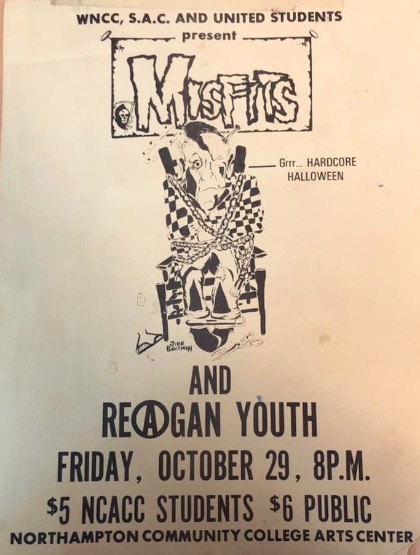 WNCC, S.A.C. AND UNITED STUDENTS
present
MISFITS
Grrr... HARDCORE
HALLOWEEN
AND
REAGAN YOUTH
FRIDAY, OCTOBER 29, 8P.M.
$5 NCACC STUDENTS $6 PUBLIC
NORTHAMPTON COMMUNITY COLLEGE ARTS CENTER